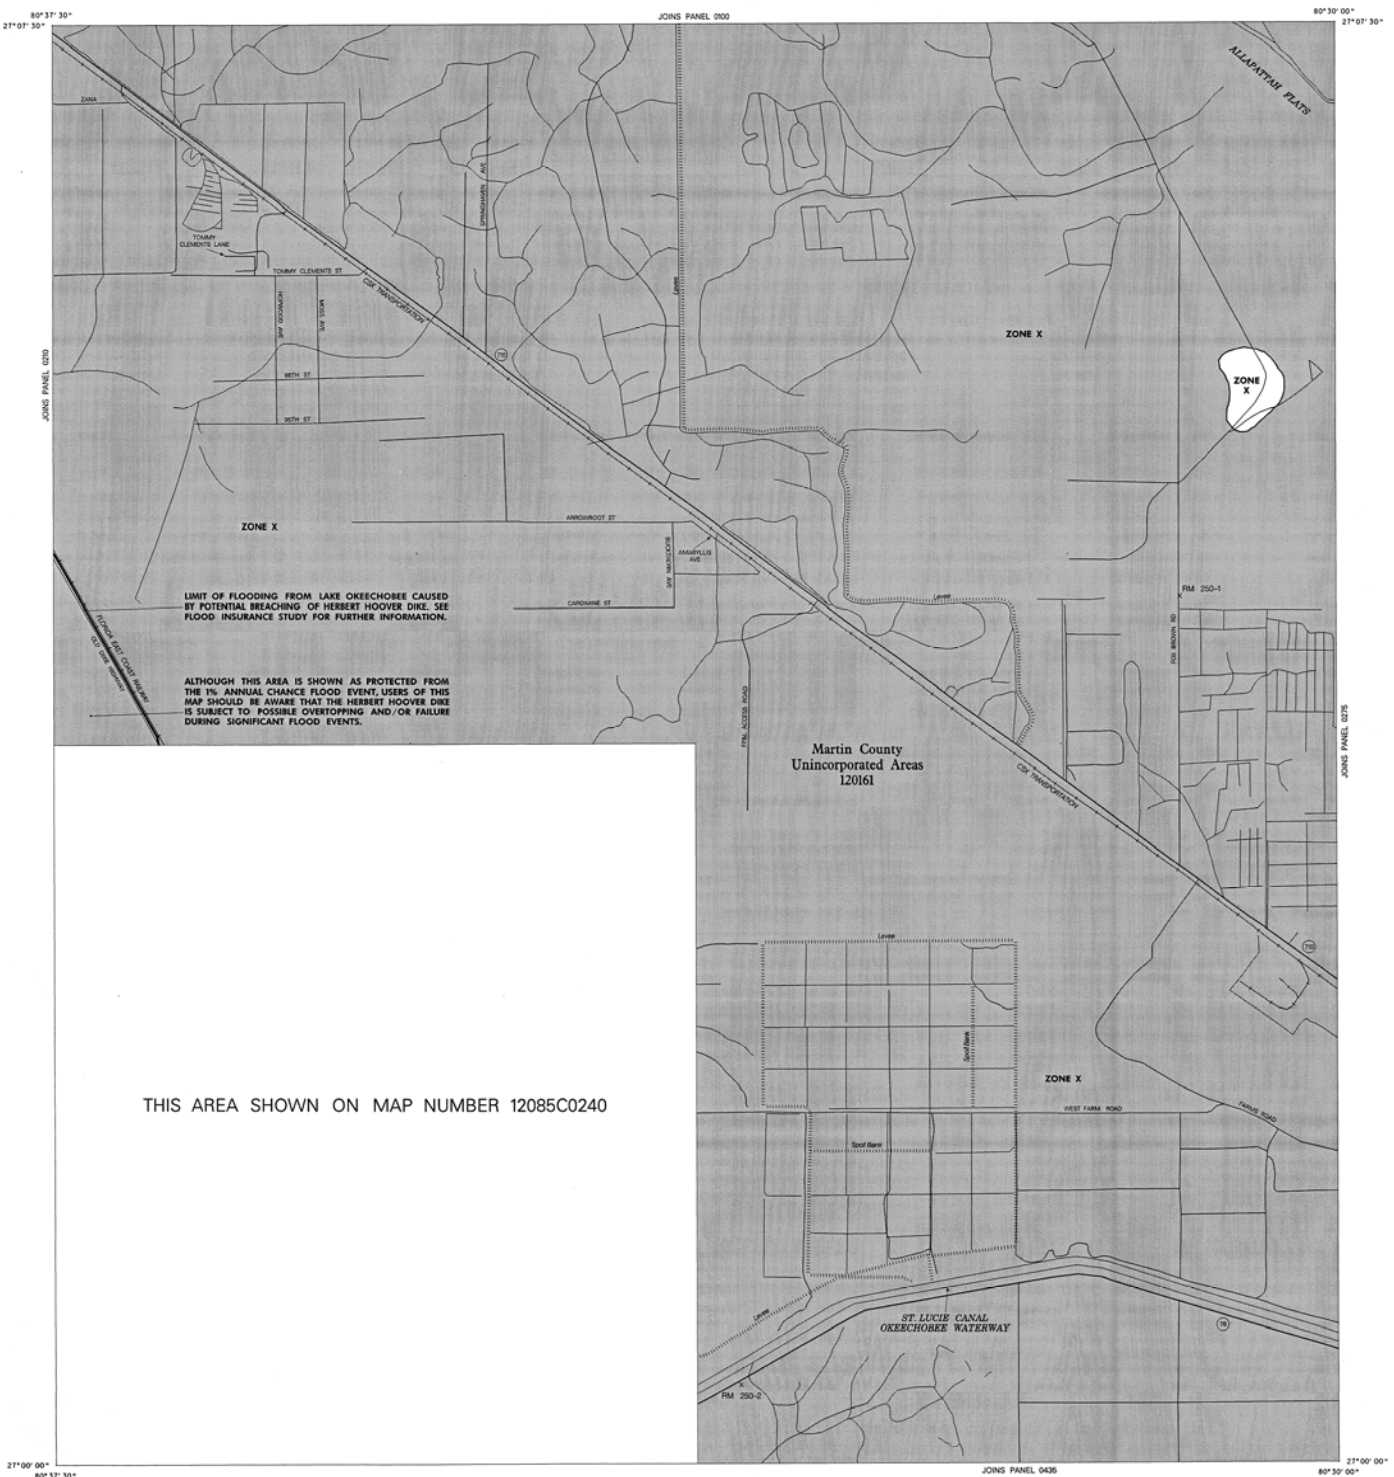 80°37'30"
27°07'30"
JOINS PANEL 0100
80°30'00"
27°07'30"
ALLAPATTAH FLATS
ZANA
SPRINGHAVEN AVE
TOMMY
CLEMENTS LANE
TOMMY CLEMENTS ST
CSX TRANSPORTATION
HOPWOOD AVE
MOSS AVE
Levee
ZONE X
710
JOINS PANEL 0210
98TH ST
95TH ST
ZONE
X
ZONE X
ARROWROOT ST
BUCKTHORN AVE
AMARYLLIS
AVE
CARDMINE ST
Levee
RM 250-1
FOX BROWN RD
LIMIT OF FLOODING FROM LAKE OKEECHOBEE CAUSED
BY POTENTIAL BREACHING OF HERBERT HOOVER DIKE. SEE
FLOOD INSURANCE STUDY FOR FURTHER INFORMATION.
FLORIDA EAST COAST RAILWAY
OLD DIXIE HIGHWAY
ALTHOUGH THIS AREA IS SHOWN AS PROTECTED FROM
THE 1% ANNUAL CHANCE FLOOD EVENT, USERS OF THIS
MAP SHOULD BE AWARE THAT THE HERBERT HOOVER DIKE
IS SUBJECT TO POSSIBLE OVERTOPPING AND/OR FAILURE
DURING SIGNIFICANT FLOOD EVENTS.
ACCESS ROAD
JOINS PANEL 0275
Martin County
Unincorporated Areas
120161
CSX TRANSPORTATION
Levee
710
Spoil Bank
ZONE X
THIS AREA SHOWN ON MAP NUMBER 12085C0240
WEST FARM ROAD
FARMS ROAD
Spoil Bank
Levee
ST. LUCIE CANAL
OKEECHOBEE WATERWAY
76
RM 250-2
27°00'00"
80°37'30"
JOINS PANEL 0435
27°00'00"
80°30'00"